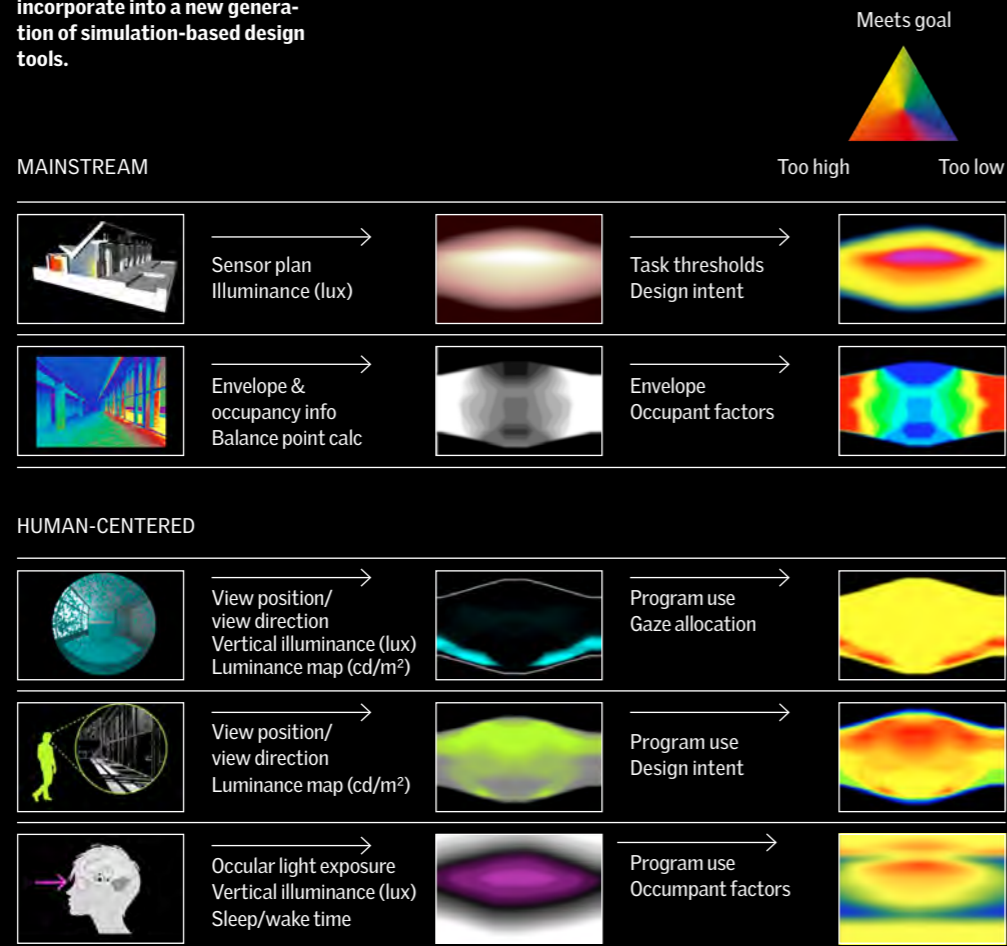 incorporate into a new genera-
tion of simulation-based design
tools.
Meets goal
Too high
Too low
MAINSTREAM
Sensor plan
Illuminance (lux)
Task thresholds
Design intent
Envelope &
occupancy info
Balance point calc
Envelope
Occupant factors
HUMAN-CENTERED
View position/
view direction
Vertical illuminance (lux)
Luminance map (cd/m²)
Program use
Gaze allocation
View position/
view direction
Luminance map (cd/m²)
Program use
Design intent
Occular light exposure
Vertical illuminance (lux)
Sleep/wake time
Program use
Occumpant factors